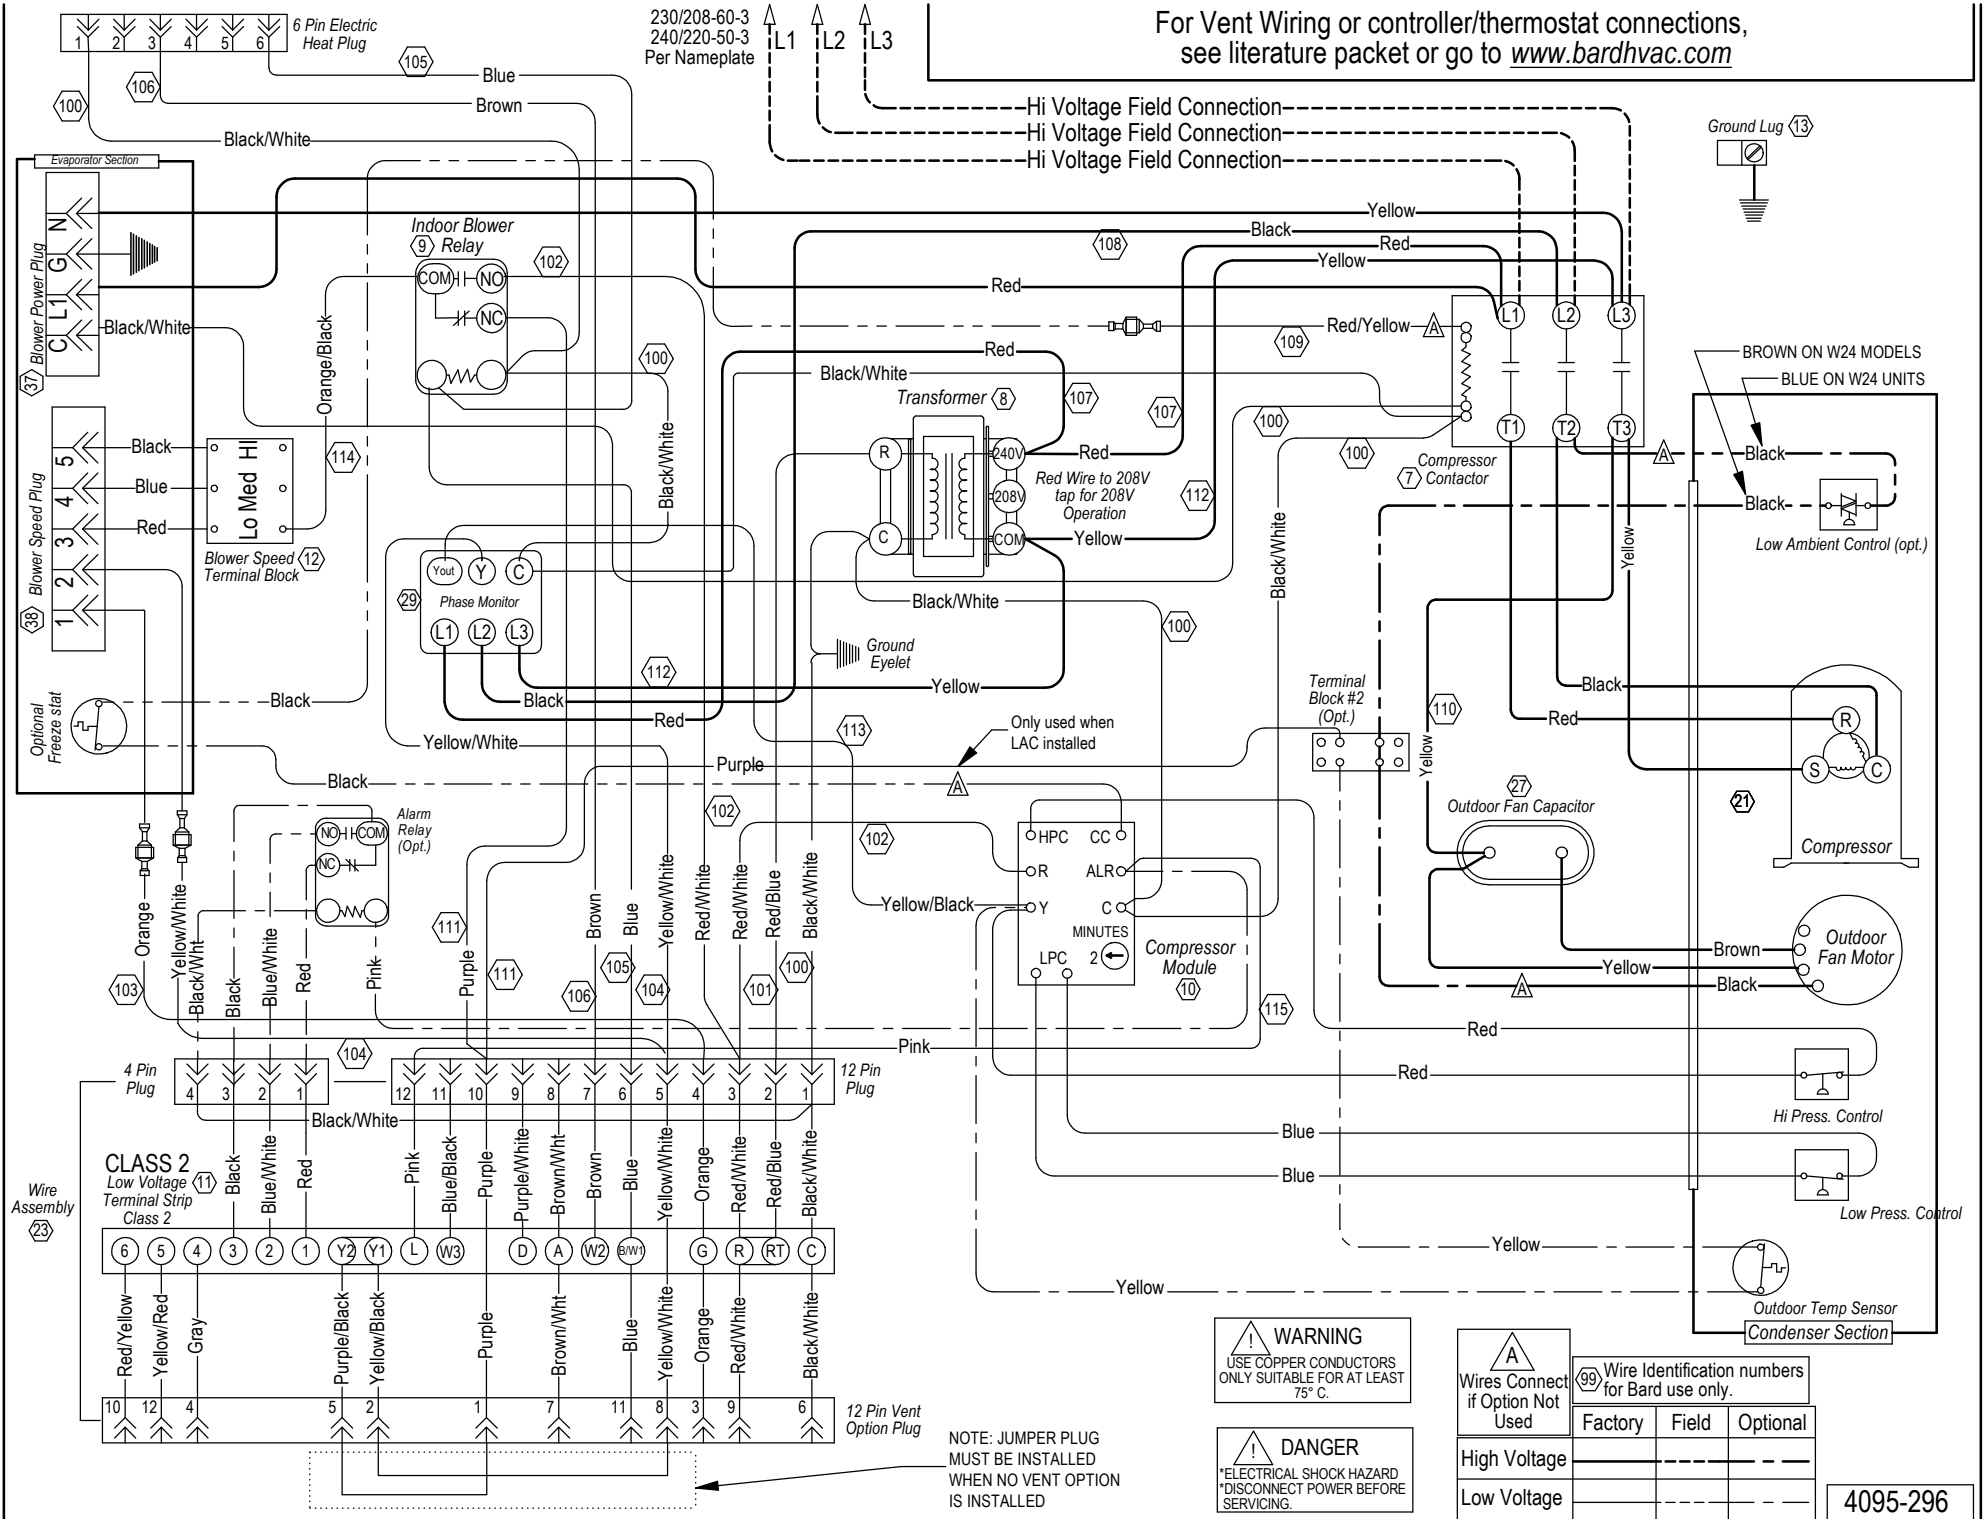 6 Pin Electric
Heat Plug
1 2 3 4 5 6
230/208-60-3
240/220-50-3
Per Nameplate
L1 L2 L3
For Vent Wiring or controller/thermostat connections,
see literature packet or go to www.bardhvac.com
105
Blue
106
Brown
100
Black/White
Hi Voltage Field Connection
Hi Voltage Field Connection
Hi Voltage Field Connection
Ground Lug 13
Evaporator Section
N
G
L1
C
Blower Power Plug
37
Black/White
Indoor Blower
9 Relay
COM NO
NC
102
Orange/Black
114
100
Black/White
Yellow
108
Black
Red
Yellow
Red
Red/Yellow A
109
Red
Black/White
107
107
112
100
100
L1 L2 L3
T1 T2 T3
Compressor
7 Contactor
Transformer 8
R
C
240V
208V
COM
Red
Red Wire to 208V
tap for 208V
Operation
Yellow
BROWN ON W24 MODELS
BLUE ON W24 UNITS
A
Black
Black
Low Ambient Control (opt.)
5
4
3
2
1
Blower Speed Plug
38
Black
Blue
Red
HI
Med
Lo
Blower Speed
Terminal Block
12
Yout Y C
29
Phase Monitor
L1 L2 L3
Black/White
100
Black/White
Yellow
Ground
Eyelet
112
Yellow
Black
Red
Optional
Freeze stat
Black
Yellow/White
113
Purple
Only used when
LAC installed
Black
A
Terminal
Block #2
(Opt.)
110
Yellow
Black
Red
R
S C
21
Compressor
27
Outdoor Fan Capacitor
Alarm
Relay
(Opt.)
NO COM
NC
102
102
Yellow/Black
HPC CC
R ALR
Y C
MINUTES
2
LPC
Compressor
Module
10
Outdoor
Fan Motor
Brown
Yellow
A
Black
Orange
Yellow/White
Black/Wht
Black
Blue/White
Red
Pink
111
Purple
111
Brown
Blue
Yellow/White
Red/White
Red/White
Red/Blue
Black/White
103
106
105
104
101
100
115
104
Pink
Red
Red
Hi Press. Control
Blue
Blue
Low Press. Control
4 Pin
Plug
4 3 2 1
12 11 10 9 8 7 6 5 4 3 2 1
12 Pin
Plug
Black/White
CLASS 2
Low Voltage
Terminal Strip
Class 2
11
Wire
Assembly
23
Black
Blue/White
Red
Pink
Blue/Black
Purple
Purple/White
Brown/Wht
Brown
Blue
Yellow/White
Orange
Red/White
Red/Blue
Black/White
6 5 4 3 2 1 Y2 Y1 L W3 D A W2 B/W1 G R RT C
Yellow
Yellow
Outdoor Temp Sensor
Condenser Section
Red/Yellow
Yellow/Red
Gray
Purple/Black
Yellow/Black
Purple
Brown/Wht
Blue
Yellow/White
Orange
Red/White
Black/White
10 12 4 5 2 1 7 11 8 3 9 6
12 Pin Vent
Option Plug
NOTE: JUMPER PLUG
MUST BE INSTALLED
WHEN NO VENT OPTION
IS INSTALLED
! WARNING
USE COPPER CONDUCTORS
ONLY SUITABLE FOR AT LEAST
75° C.
! DANGER
*ELECTRICAL SHOCK HAZARD
*DISCONNECT POWER BEFORE
SERVICING.
A
Wires Connect
if Option Not
Used
99 Wire Identification numbers
for Bard use only.
Factory Field Optional
High Voltage
Low Voltage
4095-296